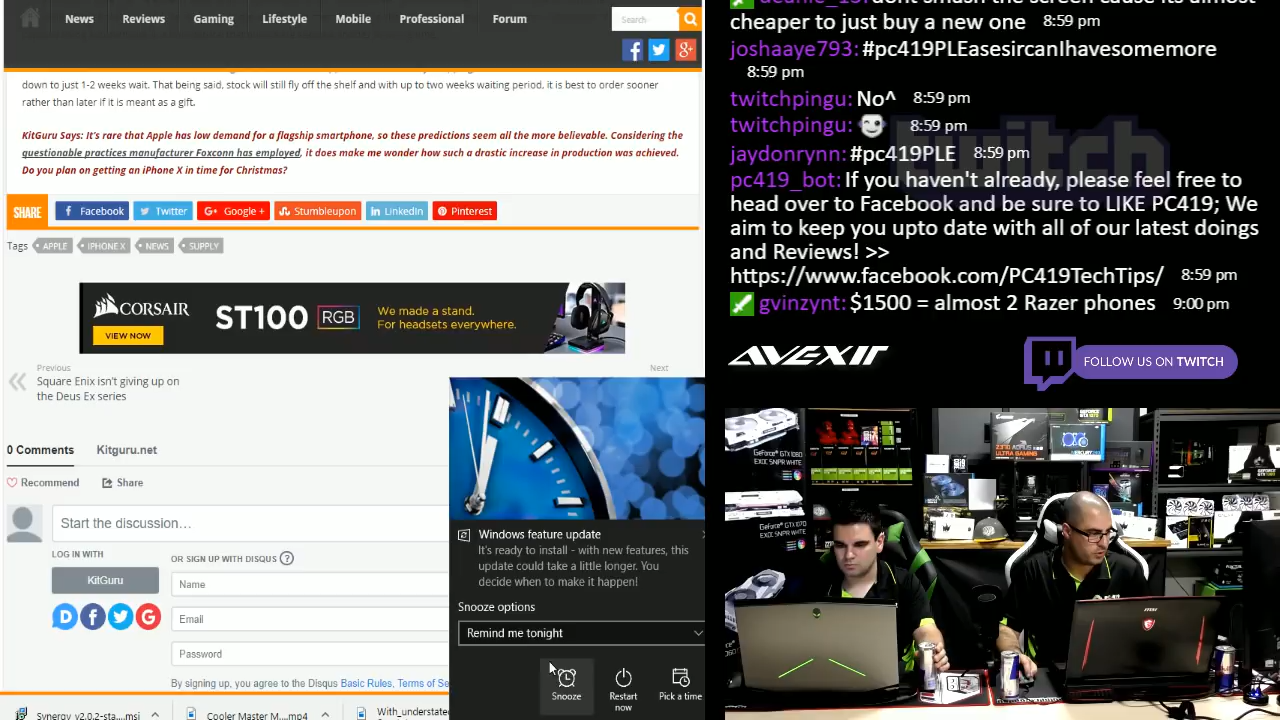 News Reviews Gaming Lifestyle Mobile Professional Forum Search
down to just 1-2 weeks wait. That being said, stock will still fly off the shelf and with up to two weeks waiting period, it is best to order sooner
rather than later if it is meant as a gift.
KitGuru Says: It's rare that Apple has low demand for a flagship smartphone, so these predictions seem all the more believable. Considering the
questionable practices manufacturer Foxconn has employed, it does make me wonder how such a drastic increase in production was achieved.
Do you plan on getting an iPhone X in time for Christmas?
SHARE Facebook Twitter Google + Stumbleupon LinkedIn Pinterest
Tags APPLE IPHONE X NEWS SUPPLY
CORSAIR
VIEW NOW
ST100 RGB
We made a stand.
For headsets everywhere.
Previous
Square Enix isn't giving up on
the Deus Ex series
Next
0 Comments Kitguru.net
Recommend Share
Start the discussion…
LOG IN WITH
KitGuru
OR SIGN UP WITH DISQUS ?
Name
Email
Password
By signing up, you agree to the Disqus Basic Rules, Terms of Se
Windows feature update
It's ready to install - with new features, this
update could take a little longer. You
decide when to make it happen!
Snooze options
Remind me tonight
Snooze
Restart
now
Pick a time
Synergy_v2.0.2-sta....msi
Cooler Master M....mp4
With_understate
cheaper to just buy a new one 8:59 pm
joshaaye793: #pc419PLEasesircanIhavesomemore
8:59 pm
twitchpingu: No^ 8:59 pm
twitchpingu: 8:59 pm
jaydonrynn: #pc419PLE 8:59 pm
pc419_bot: If you haven't already, please feel free to
head over to Facebook and be sure to LIKE PC419; We
aim to keep you upto date with all of our latest doings
and Reviews! >>
https://www.facebook.com/PC419TechTips/ 8:59 pm
gvinzynt: $1500 = almost 2 Razer phones 9:00 pm
twitch
AVEXIR
FOLLOW US ON TWITCH
GeForce GTX 1080
EXOC SNPR WHITE
GeForce GTX 1070
EXOC SNPR WHITE
msi